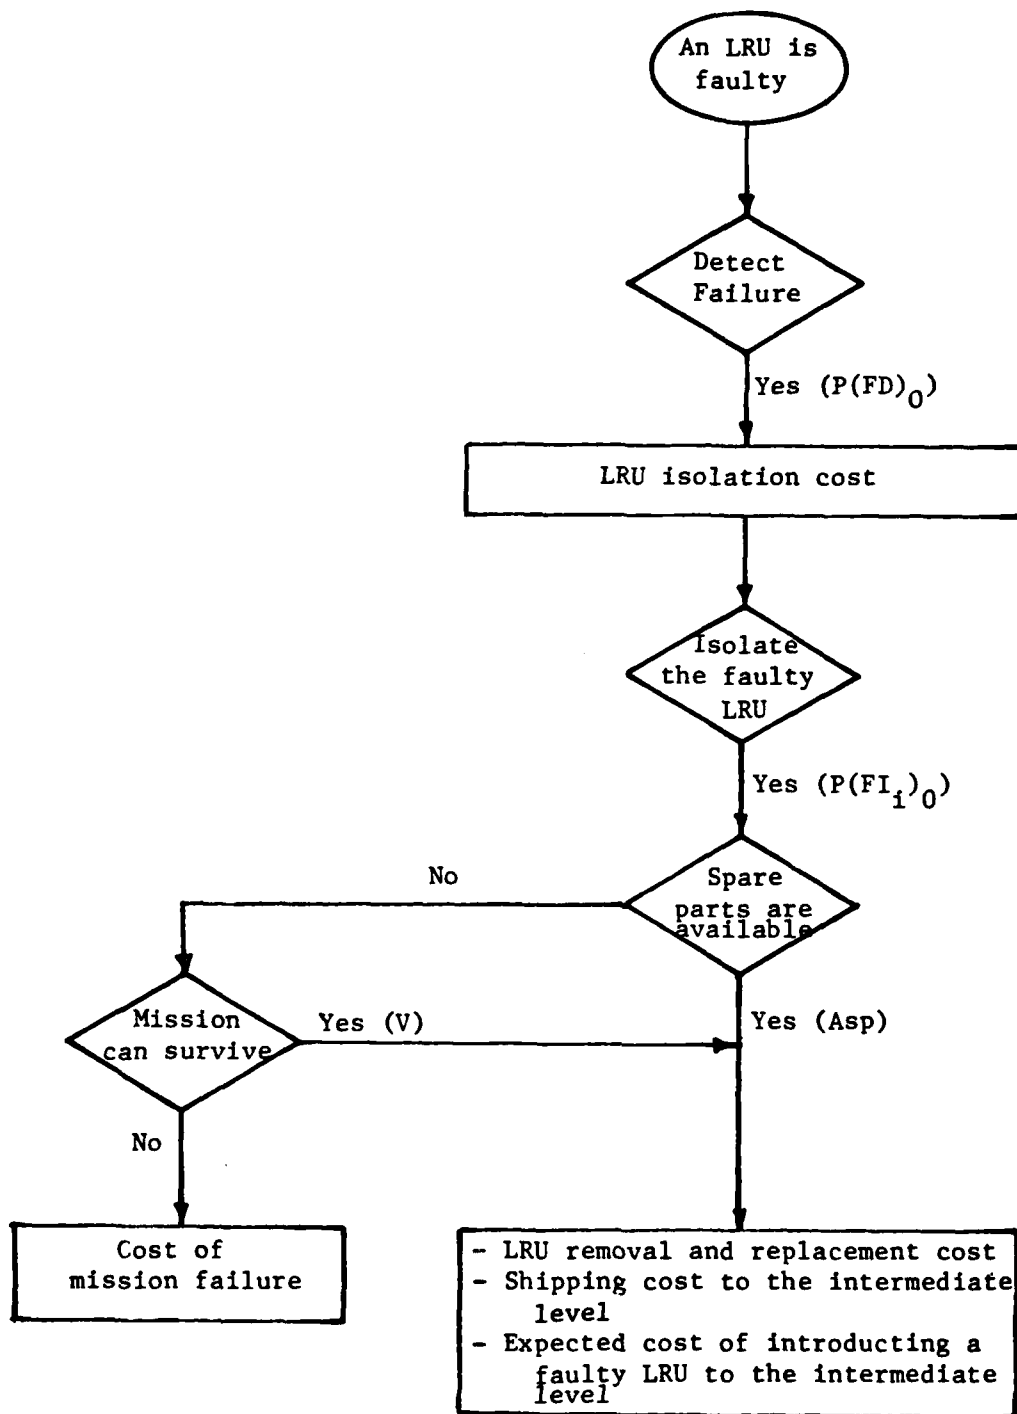 An LRU is
faulty
Detect
Failure
Yes (P(FD)0)
LRU isolation cost
Isolate
the faulty
LRU
Yes (P(FIi)0)
Spare
parts are
available
No
Yes (Asp)
Mission
can survive
Yes (V)
No
Cost of
mission failure
- LRU removal and replacement cost
- Shipping cost to the intermediate
level
- Expected cost of introducting a
faulty LRU to the intermediate
level